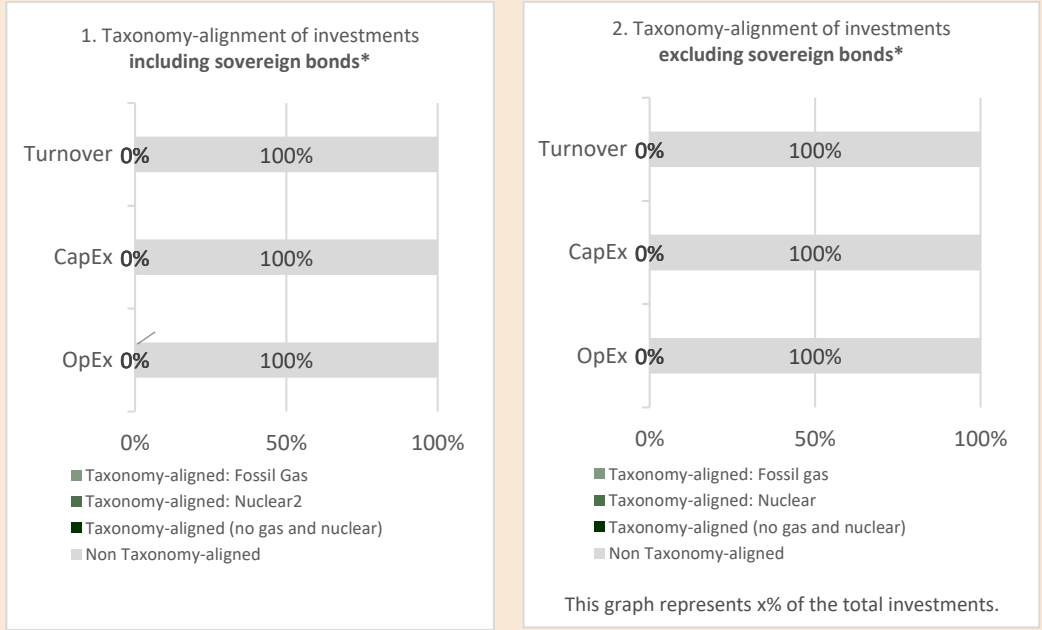 1. Taxonomy-alignment of investments
including sovereign bonds*
Turnover 0% 100%
CapEx 0% 100%
OpEx 0% 100%
0% 50% 100%
Taxonomy-aligned: Fossil Gas
Taxonomy-aligned: Nuclear2
Taxonomy-aligned (no gas and nuclear)
Non Taxonomy-aligned
2. Taxonomy-alignment of investments
excluding sovereign bonds*
Turnover 0% 100%
CapEx 0% 100%
OpEx 0% 100%
0% 50% 100%
Taxonomy-aligned: Fossil gas
Taxonomy-aligned: Nuclear
Taxonomy-aligned (no gas and nuclear)
Non Taxonomy-aligned
This graph represents x% of the total investments.